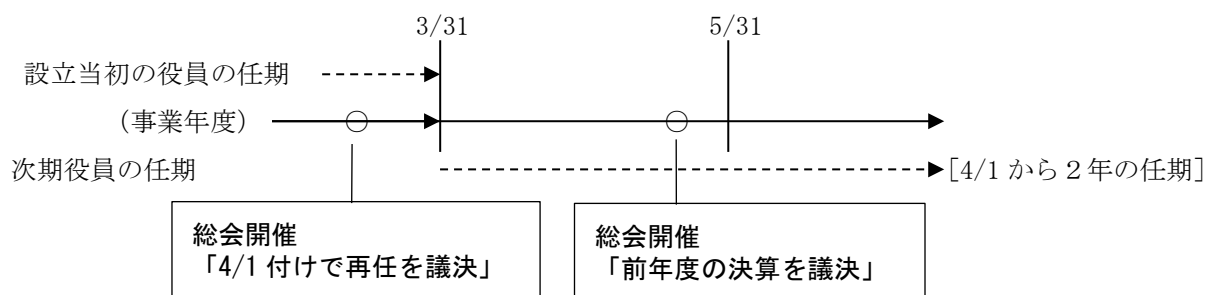 3/31
5/31
設立当初の役員の任期
（事業年度）
次期役員の任期
［4/1 から 2 年の任期］
総会開催
「4/1 付けで再任を議決」
総会開催
「前年度の決算を議決」